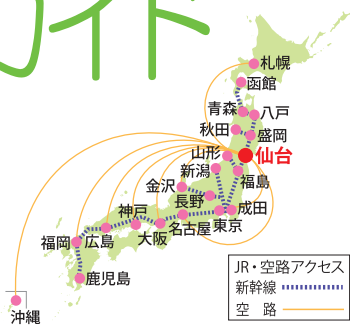 ガイド
札幌
函館
青森
八戸
秋田
盛岡
山形
仙台
新潟
福島
金沢
長野
成田
神戸
東京
福岡
広島
名古屋
大阪
鹿児島
沖縄
JR・空路アクセス
新幹線
空 路